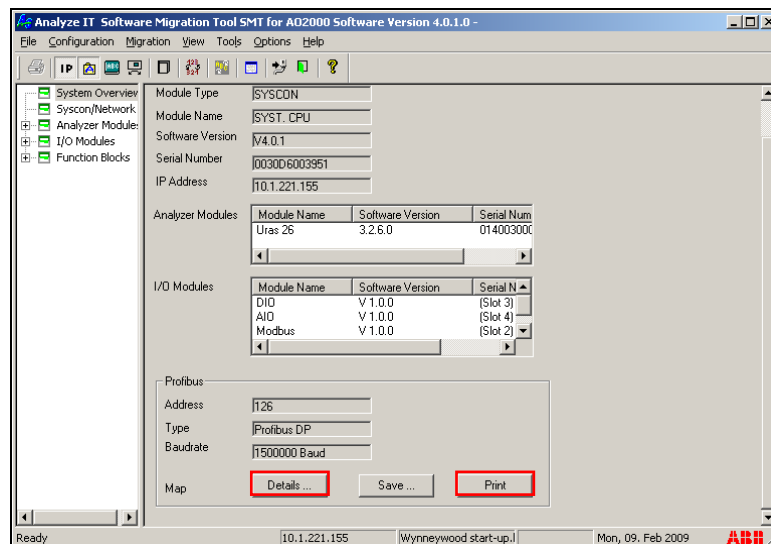 Analyze IT Software Migration Tool SMT for AO2000 Software Version 4.0.1.0 -
File Configuration Migration View Tools Options Help
IP
System Overview
Syscon/Network
Analyzer Modules
I/O Modules
Function Blocks
Module Type SYSCON
Module Name SYST. CPU
Software Version V4.0.1
Serial Number 0030D6003951
IP Address 10.1.221.155
Analyzer Modules
Module Name Software Version Serial Num
Uras 26 3.2.6.0 014003000
I/O Modules
Module Name Software Version Serial N
DIO V 1.0.0 (Slot 3)
AIO V 1.0.0 (Slot 4)
Modbus V 1.0.0 (Slot 2)
Profibus
Address 126
Type Profibus DP
Baudrate 1500000 Baud
Map Details ... Save ... Print
Ready 10.1.221.155 Wynneywood start-up.l Mon, 09. Feb 2009 ABB